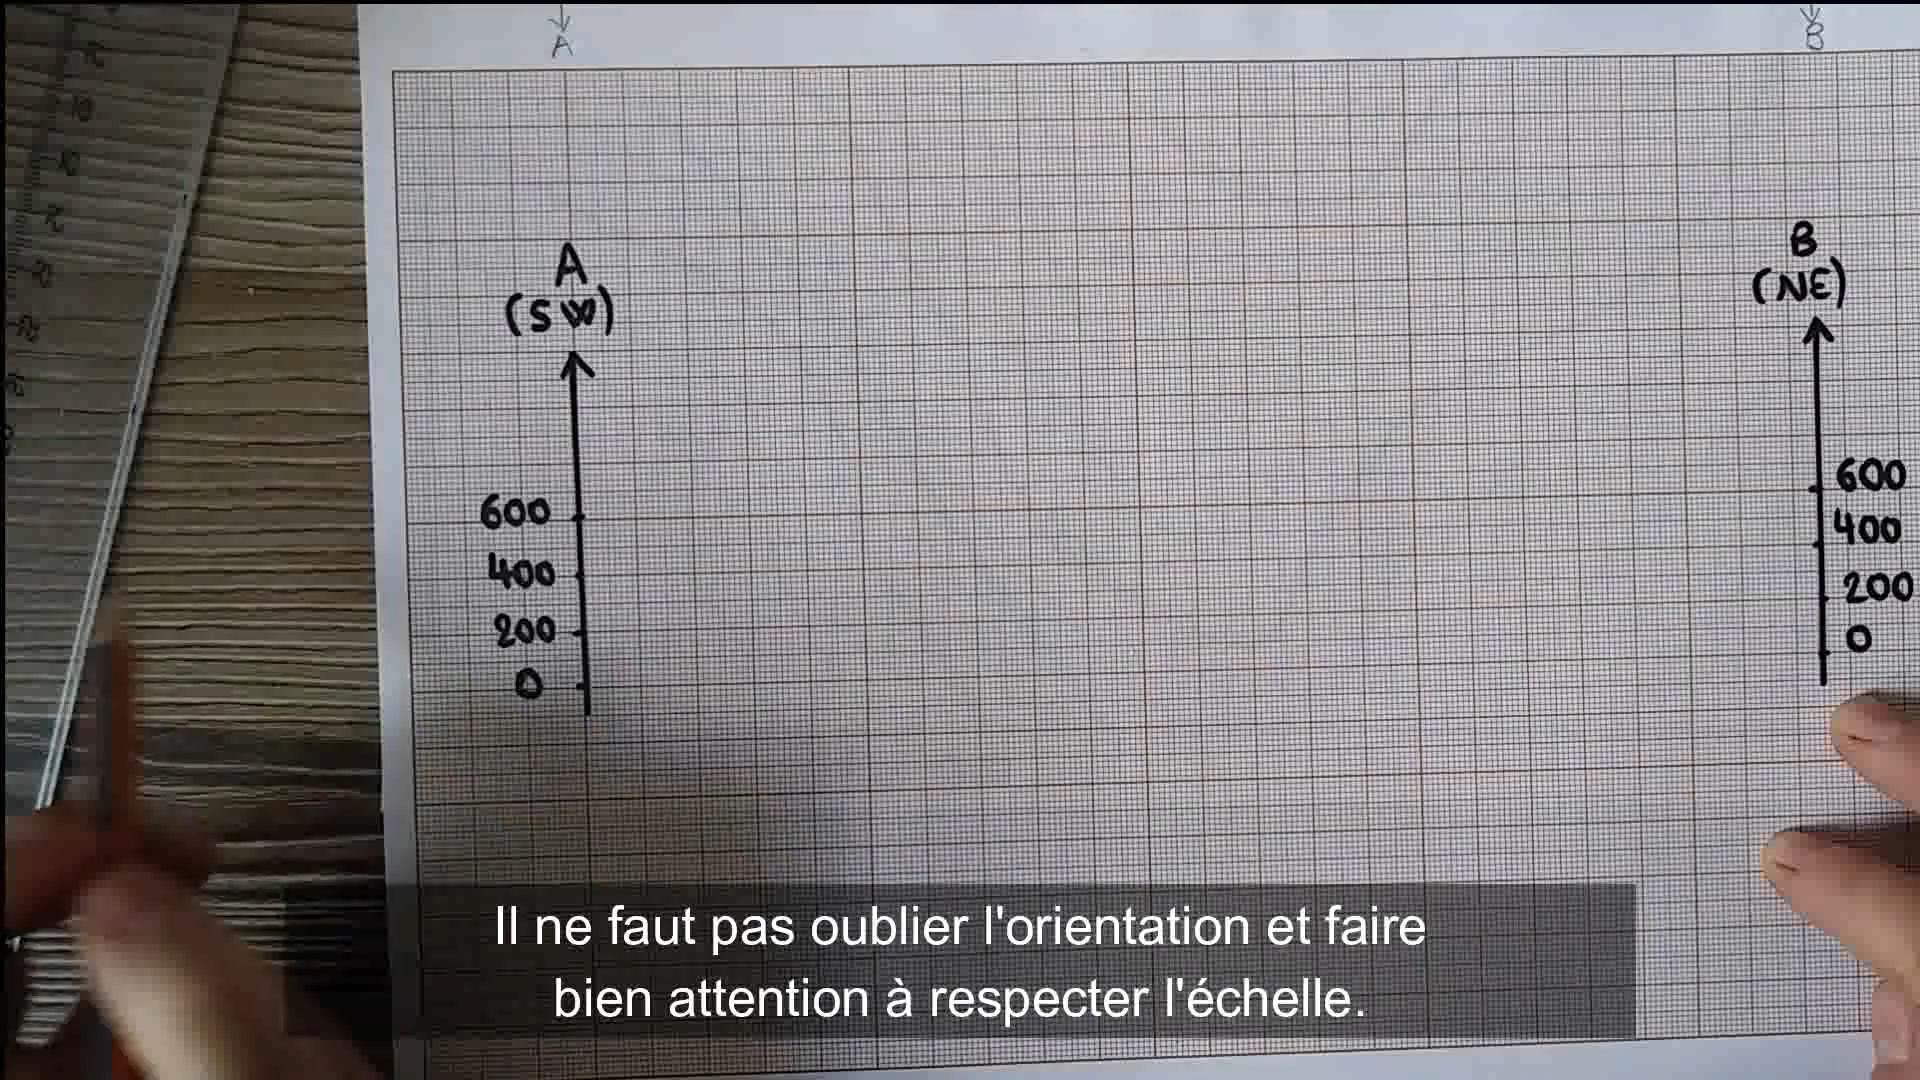 A
B
A
(SW)
B
(NE)
600
400
200
0
600
400
200
0
Il ne faut pas oublier l'orientation et faire
bien attention à respecter l'échelle.